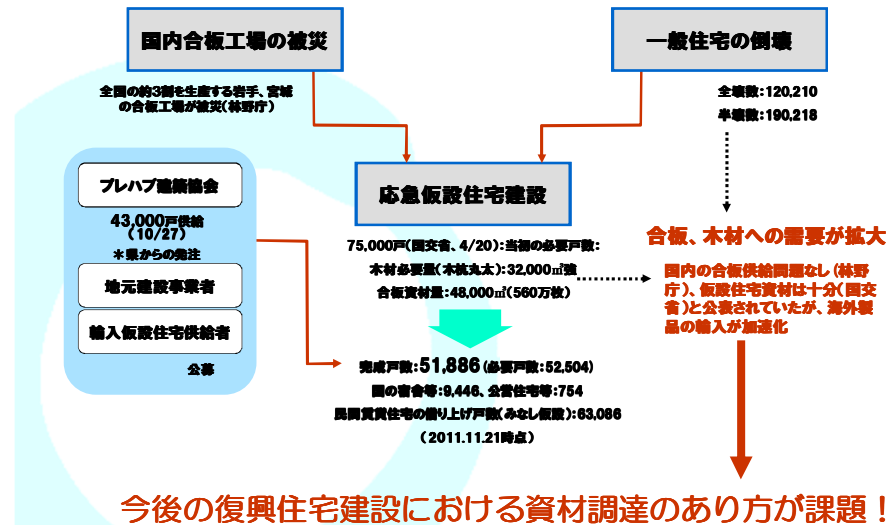 国内合板工場の被災
一般住宅の倒壊
全国の約3割を生産する岩手、宮城
の合板工場が被災(林野庁)
全壊数:120,210
半壊数:190,218
プレハブ建築協会
43,000戸供給
(10/27)
*県からの発注
地元建設事業者
輸入仮設住宅供給者
公募
応急仮設住宅建設
75,000戸(国交省、4/20):当初の必要戸数:
木材必要量(木杭丸太):32,000㎥強
合板資材量:48,000㎥(560万枚)
完成戸数:51,886(必要戸数:52,504)
国の宿舎等:9,446、公営住宅等:754
民間賃貸住宅の借り上げ戸数(みなし仮設):63,086
(2011.11.21時点)
合板、木材への需要が拡大
国内の合板供給問題なし(林野
庁)、仮設住宅資材は十分(国交
省)と公表されていたが、海外製
品の輸入が加速化
今後の復興住宅建設における資材調達のあり方が課題!